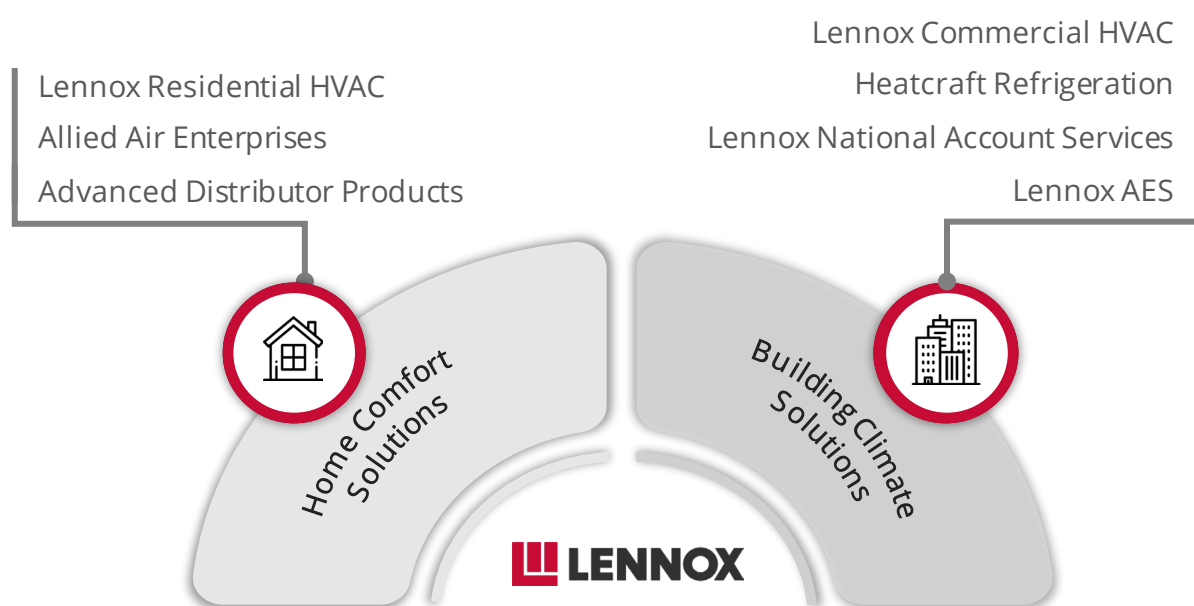 Lennox Residential HVAC
Allied Air Enterprises
Advanced Distributor Products
Lennox Commercial HVAC
Heatcraft Refrigeration
Lennox National Account Services
Lennox AES
Home Comfort
Solutions
Building Climate
Solutions
LENNOX